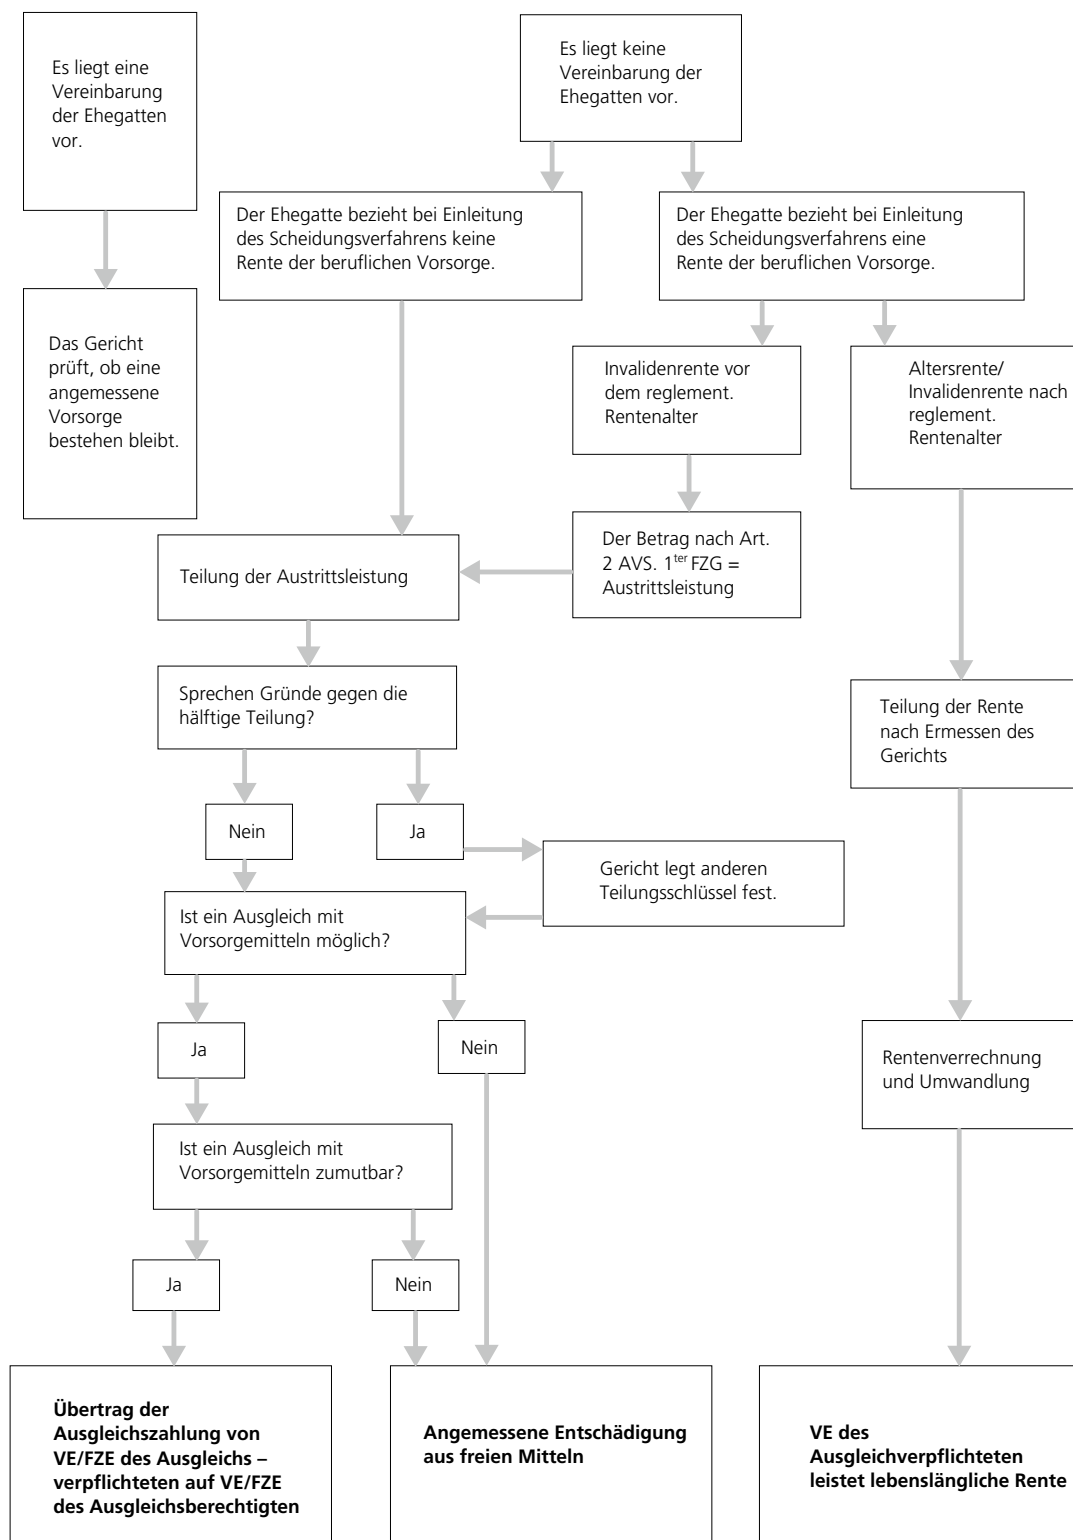 Es liegt eine
Vereinbarung
der Ehegatten
vor.
Es liegt keine
Vereinbarung der
Ehegatten vor.
Der Ehegatte bezieht bei Einleitung
des Scheidungsverfahrens keine
Rente der beruflichen Vorsorge.
Der Ehegatte bezieht bei Einleitung
des Scheidungsverfahrens eine
Rente der beruflichen Vorsorge.
Das Gericht
prüft, ob eine
angemessene
Vorsorge
bestehen bleibt.
Invalidenrente vor
dem reglement.
Rentenalter
Altersrente/
Invalidenrente nach
reglement.
Rentenalter
Teilung der Austrittsleistung
Der Betrag nach Art.
2 AVS. 1ter FZG =
Austrittsleistung
Sprechen Gründe gegen die
hälftige Teilung?
Teilung der Rente
nach Ermessen des
Gerichts
Nein
Ja
Gericht legt anderen
Teilungsschlüssel fest.
Ist ein Ausgleich mit
Vorsorgemitteln möglich?
Ja
Nein
Rentenverrechnung
und Umwandlung
Ist ein Ausgleich mit
Vorsorgemitteln zumutbar?
Ja
Nein
Übertrag der
Ausgleichszahlung von
VE/FZE des Ausgleichs –
verpflichteten auf VE/FZE
des Ausgleichsberechtigten
Angemessene Entschädigung
aus freien Mitteln
VE des
Ausgleichverpflichteten
leistet lebenslängliche Rente